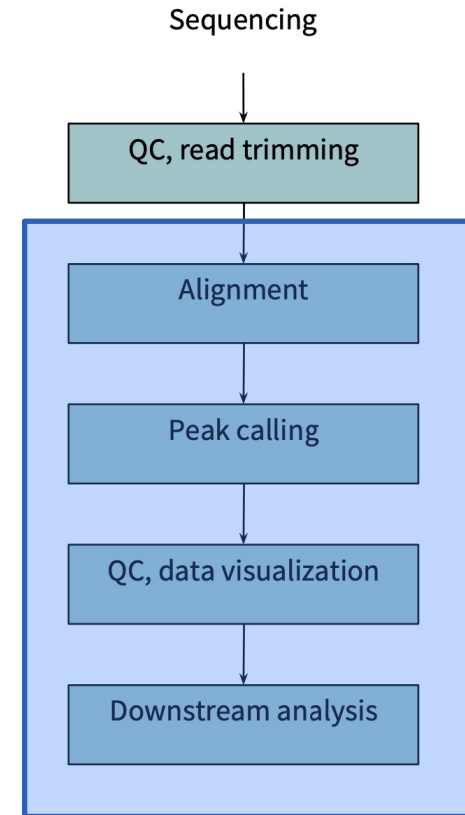 Sequencing
QC, read trimming
Alignment
Peak calling
QC, data visualization
Downstream analysis